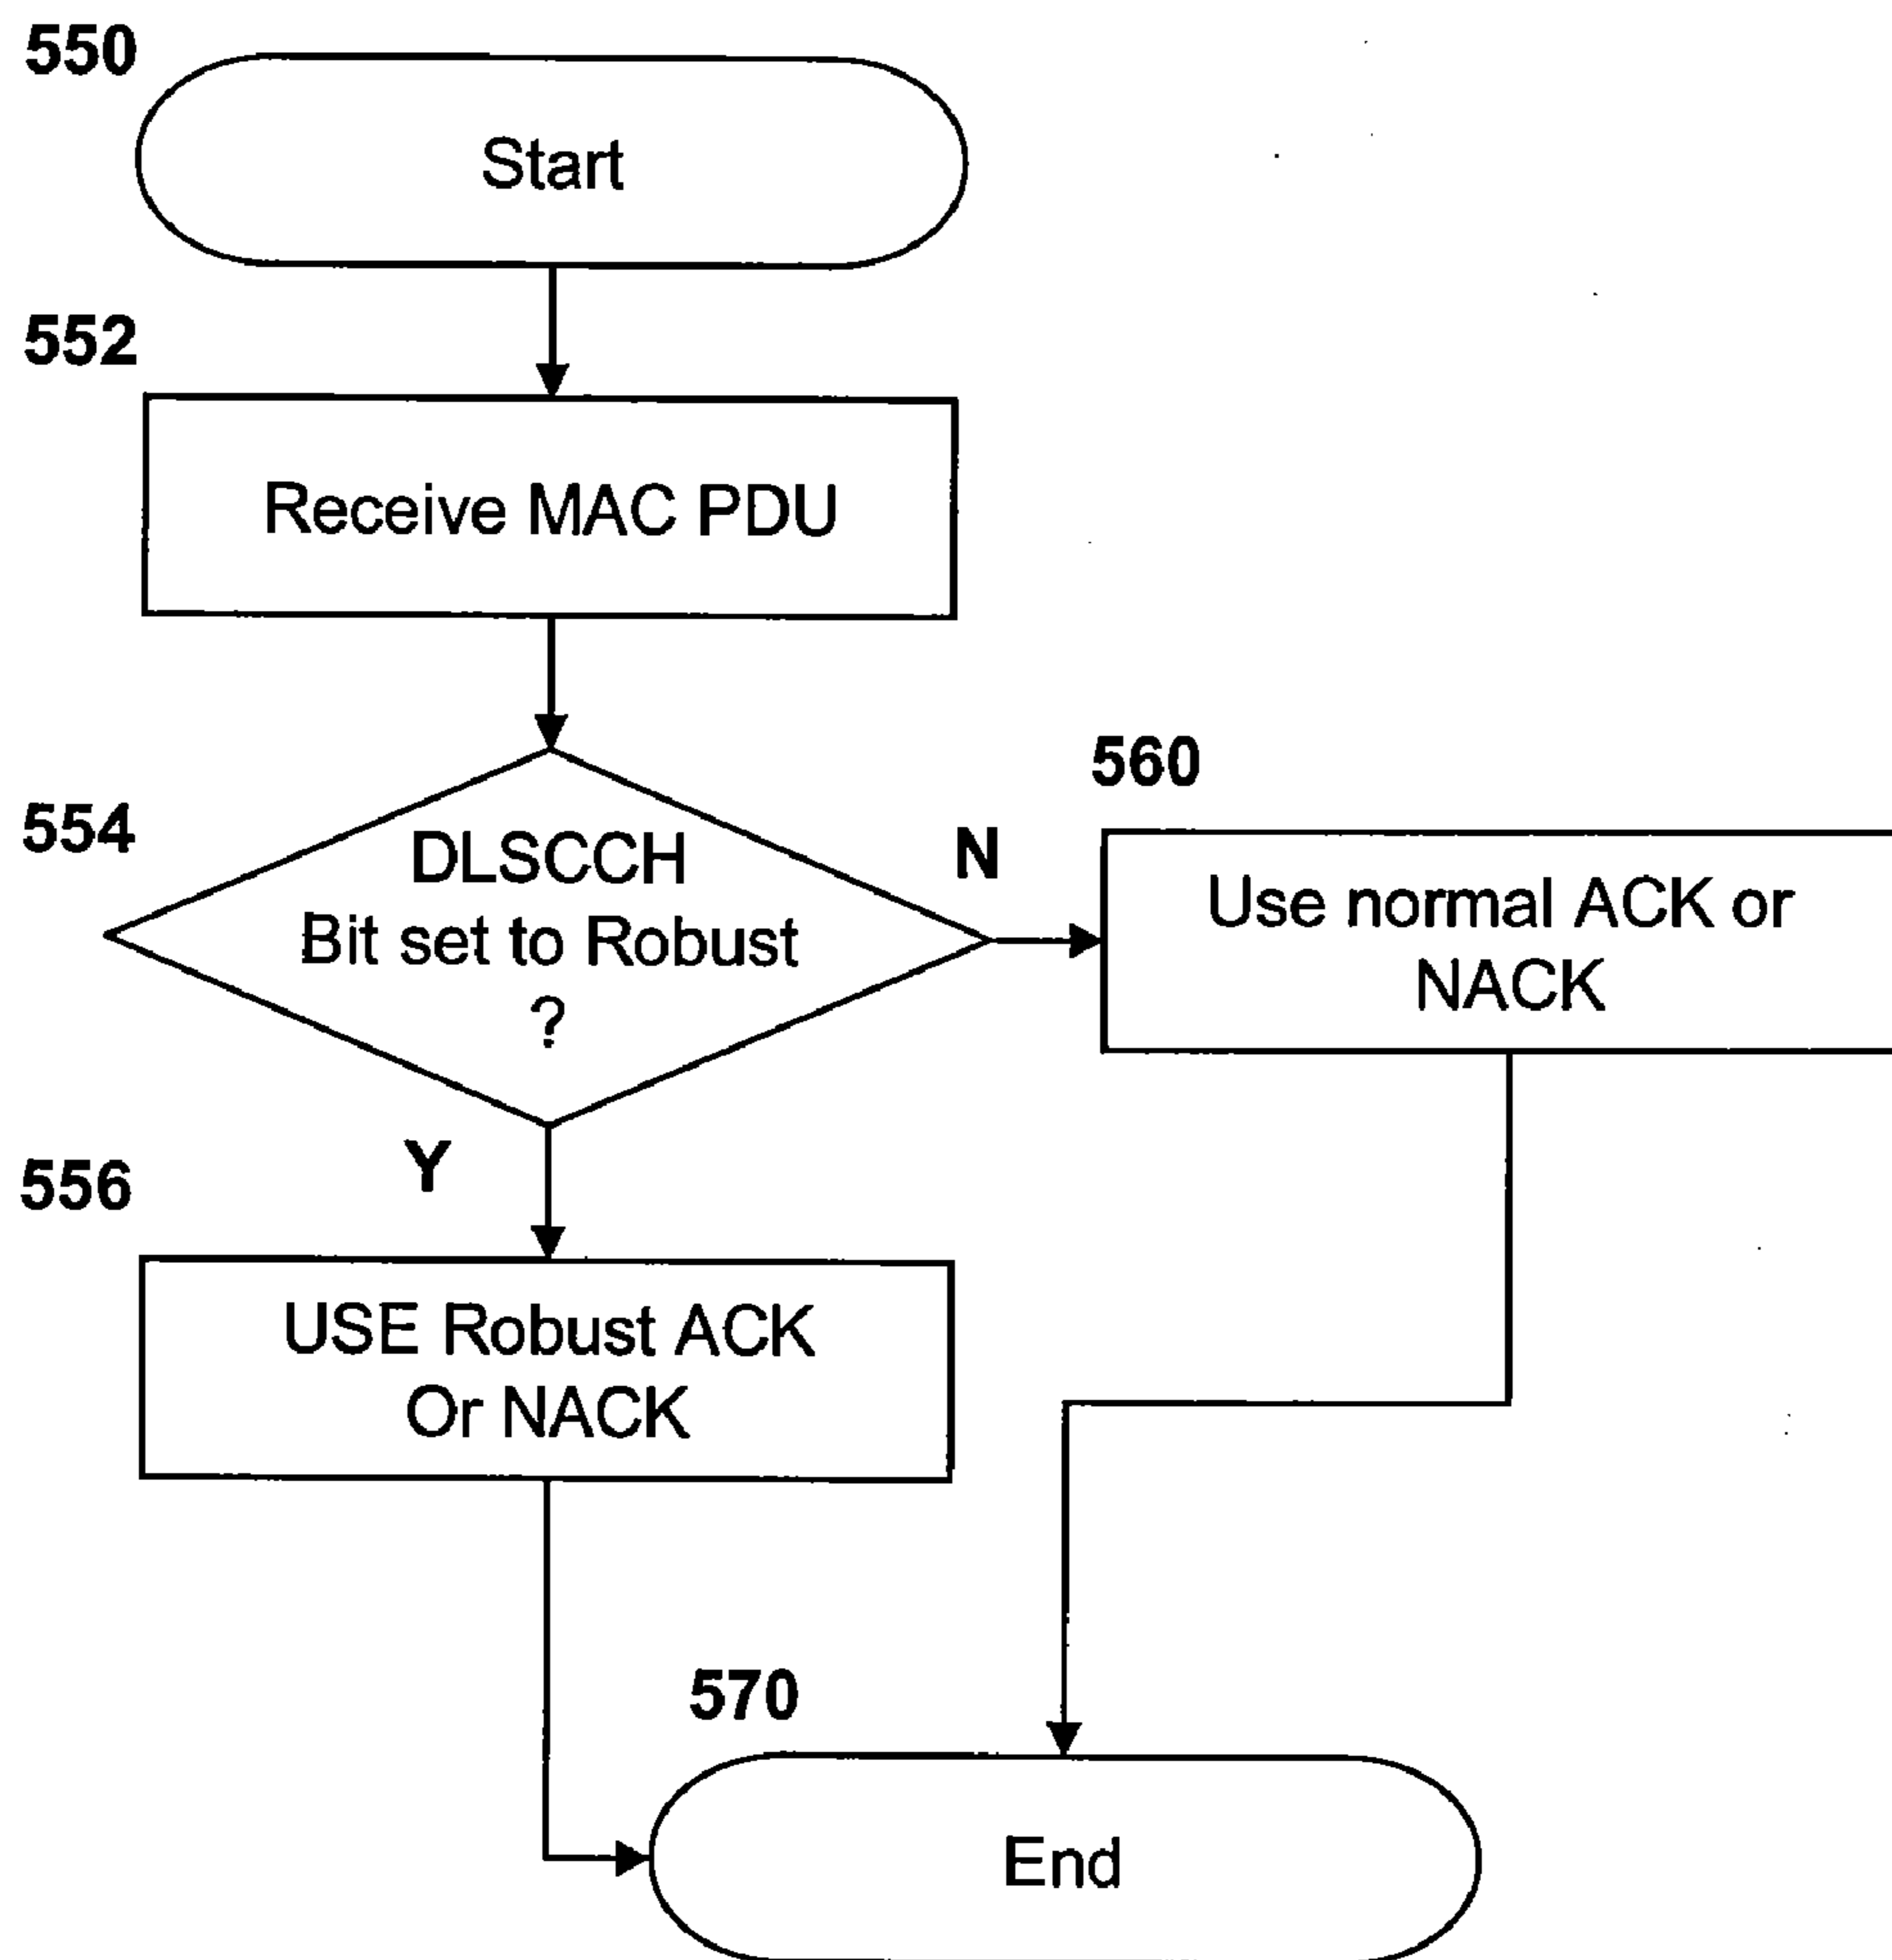 550
Start
552
Receive MAC PDU
554
DLSCCH
Bit set to Robust
?
N
560
Use normal ACK or
NACK
Y
556
USE Robust ACK
Or NACK
570
End